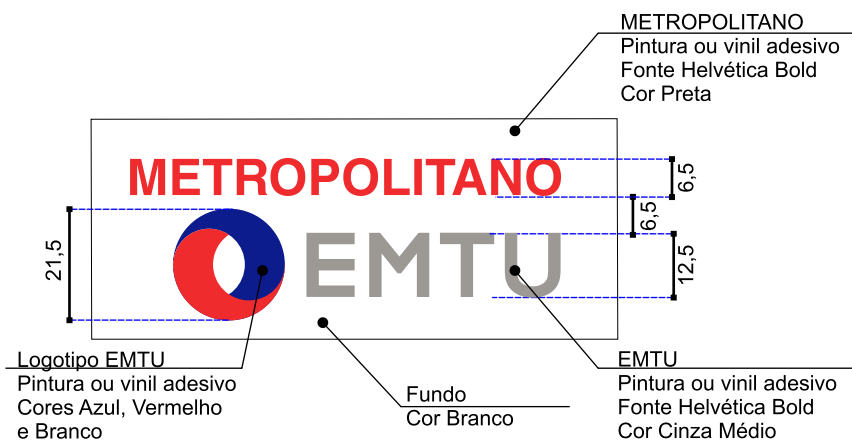 METROPOLITANO
Pintura ou vinil adesivo
Fonte Helvética Bold
Cor Preta
METROPOLITANO
6,5
6,5
21,5
EMTU
12,5
Logotipo EMTU
Pintura ou vinil adesivo
Cores Azul, Vermelho
e Branco
Fundo
Cor Branco
EMTU
Pintura ou vinil adesivo
Fonte Helvética Bold
Cor Cinza Médio